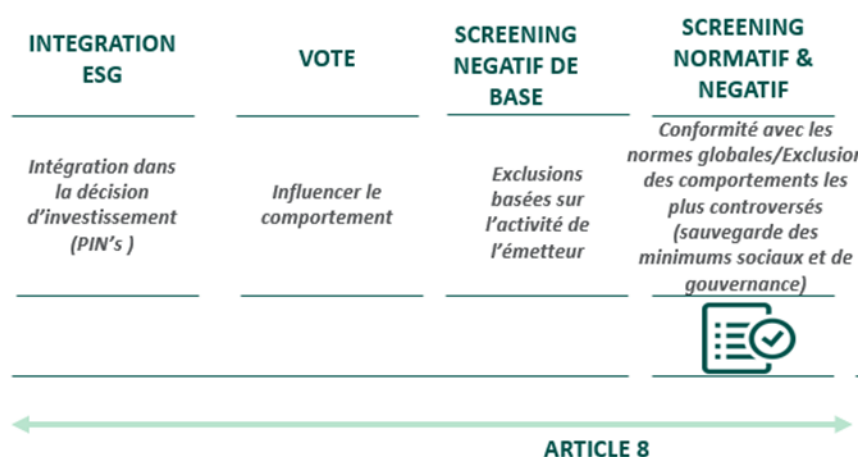 INTEGRATION
ESG
VOTE
SCREENING
NEGATIF DE
BASE
SCREENING
NORMATIF &
NEGATIF
Intégration dans
la décision
d'investissement
(PIN's )
Influencer le
comportement
Exclusions
basées sur
l'activité de
l'émetteur
Conformité avec les
normes globales/Exclusion
des comportements les
plus controversés
(sauvegarde des
minimums sociaux et de
gouvernance)
ARTICLE 8